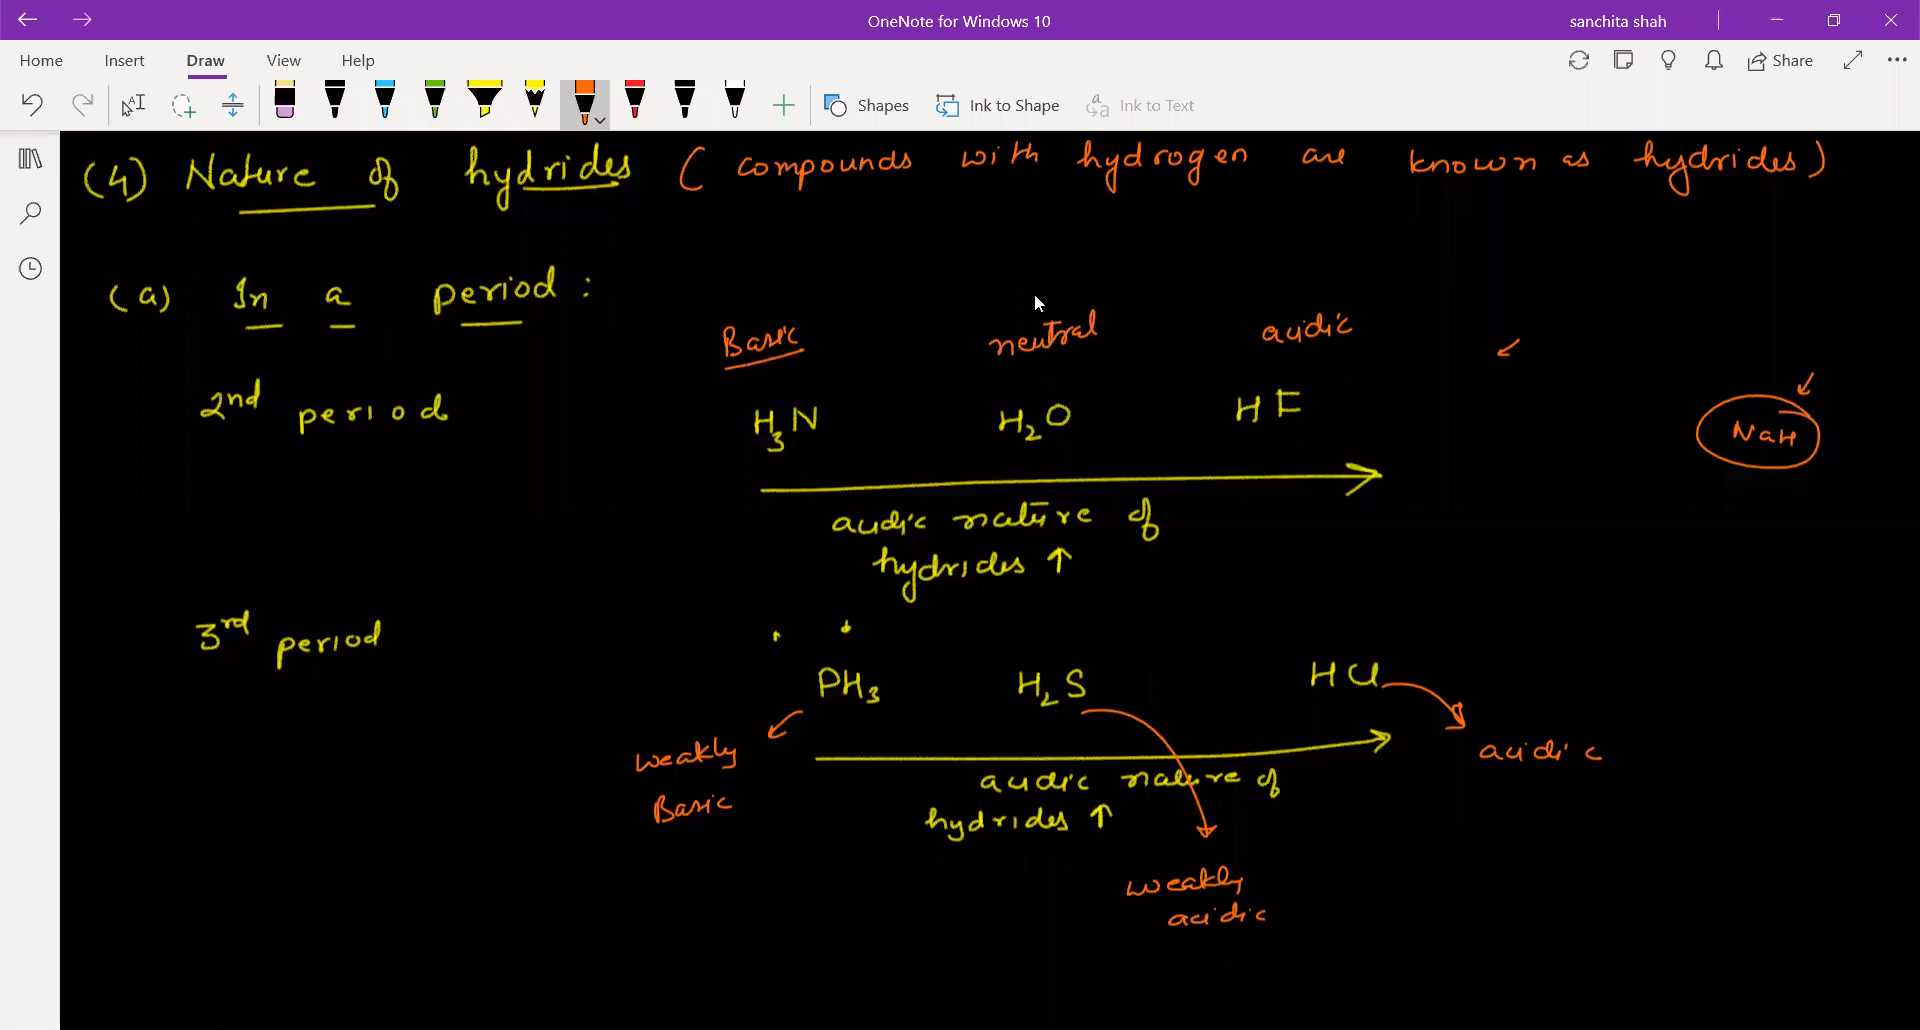 OneNote for Windows 10
sanchita shah
Home Insert Draw View Help
Share
Shapes Ink to Shape Ink to Text
(4) Nature of hydrides ( compounds with hydrogen are known as hydrides)
(a) In a period :
Basic neutral acidic
2nd period H3N H2O HF NaH
acidic nature of
hydrides ↑
3rd period
PH3 H2S HCl
weakly
Basic
acidic
acidic nature of
hydrides ↑
weakly
acidic